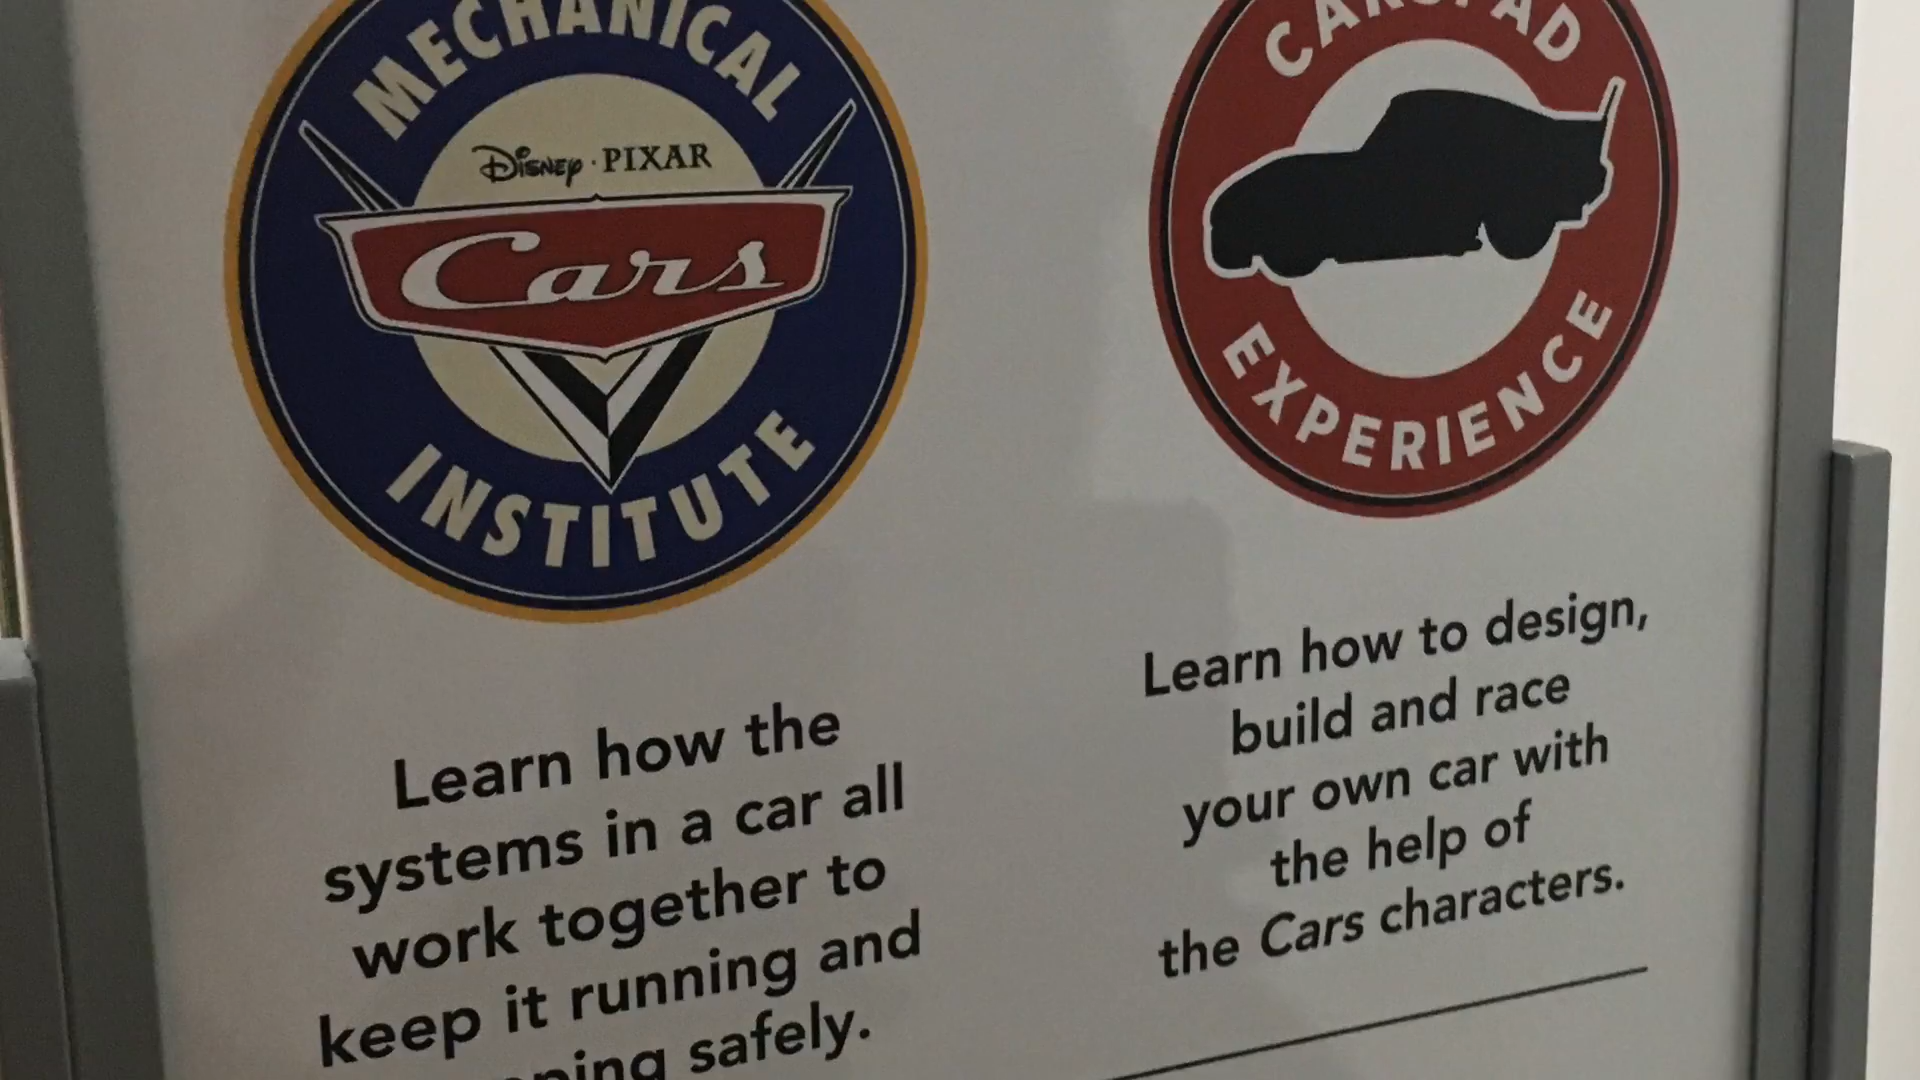 MECHANICAL
DISNEY · PIXAR
Cars
INSTITUTE
Learn how the
systems in a car all
work together to
keep it running and
safely.
EXPERIENCE
Learn how to design,
build and race
your own car with
the help of
the Cars characters.